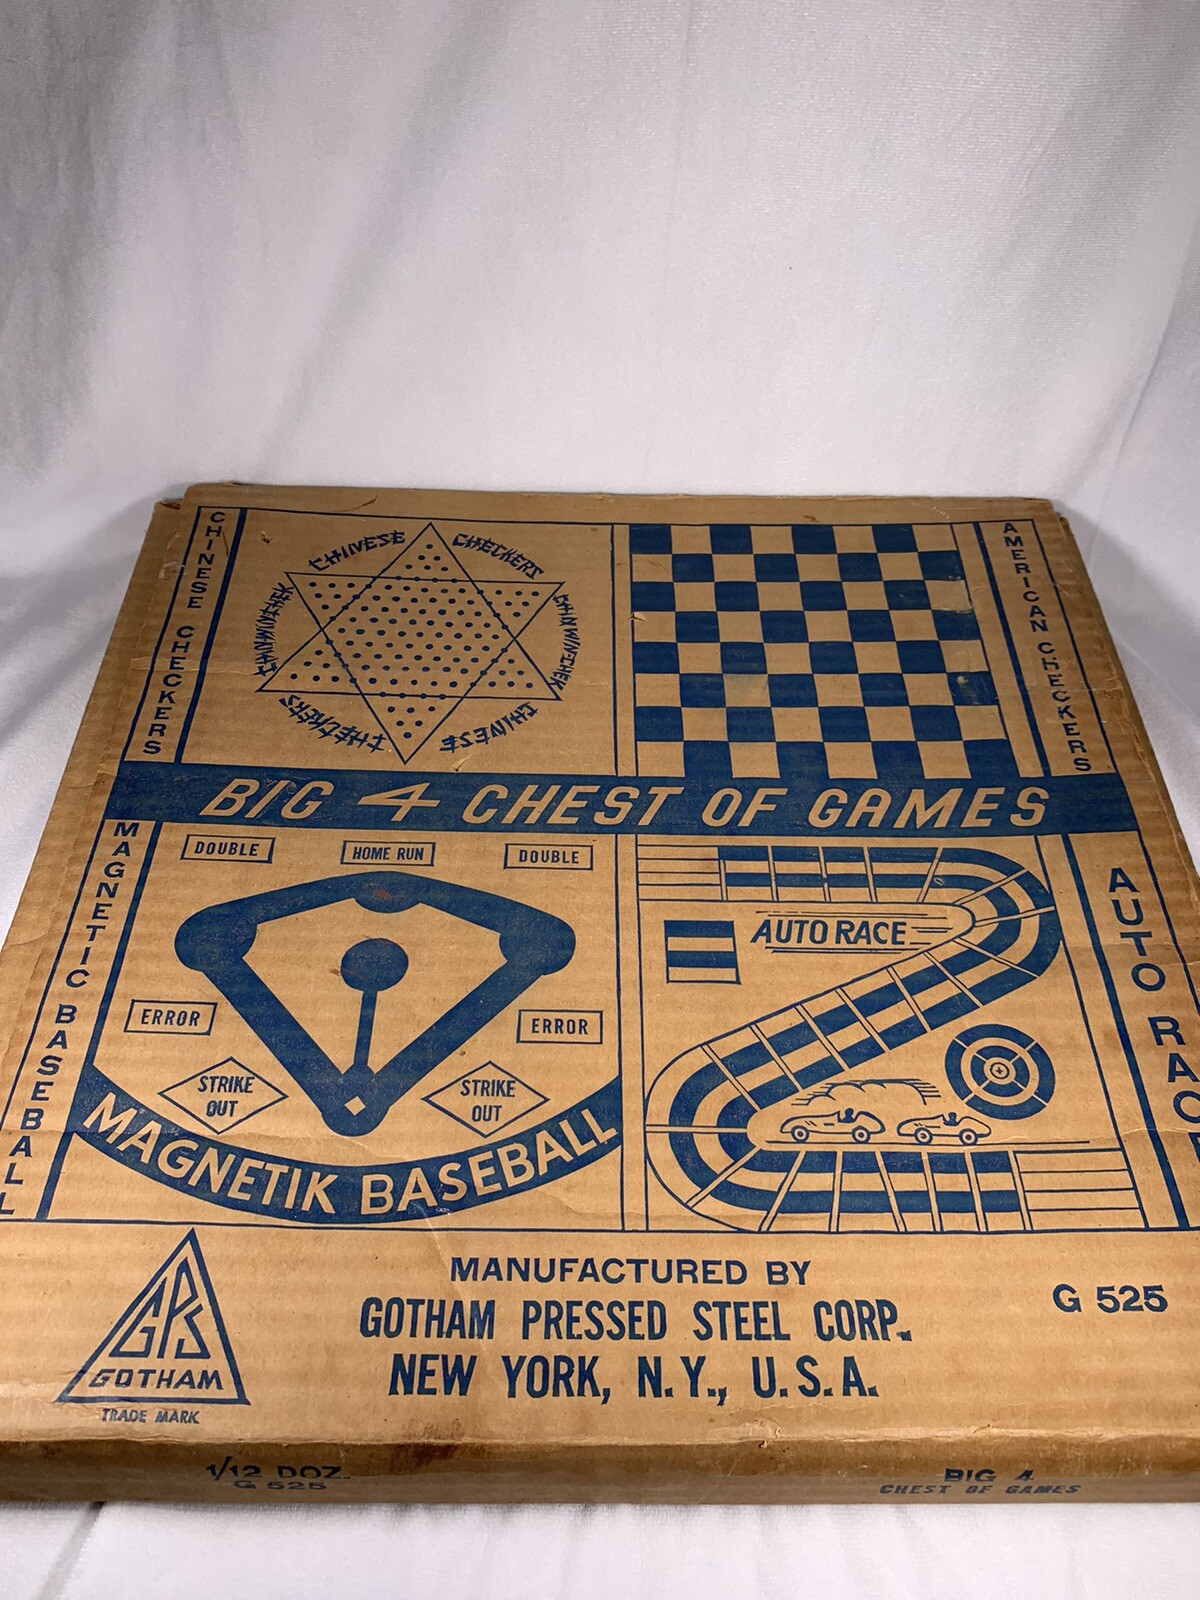 CHINESE CHECKERS
CHINESE
CHECKERS
CHINESE
CHECKERS
AMERICAN CHECKERS
BIG 4 CHEST OF GAMES
MAGNETIC BASEBALL
DOUBLE
HOME RUN
DOUBLE
ERROR
ERROR
STRIKE
OUT
STRIKE
OUT
MAGNETIK BASEBALL
AUTO RACE
AUTO RACE
GPS
GOTHAM
TRADE MARK
MANUFACTURED BY
GOTHAM PRESSED STEEL CORP.
NEW YORK, N.Y., U.S.A.
G 525
1/12 DOZ.
G 525
BIG 4
CHEST OF GAMES